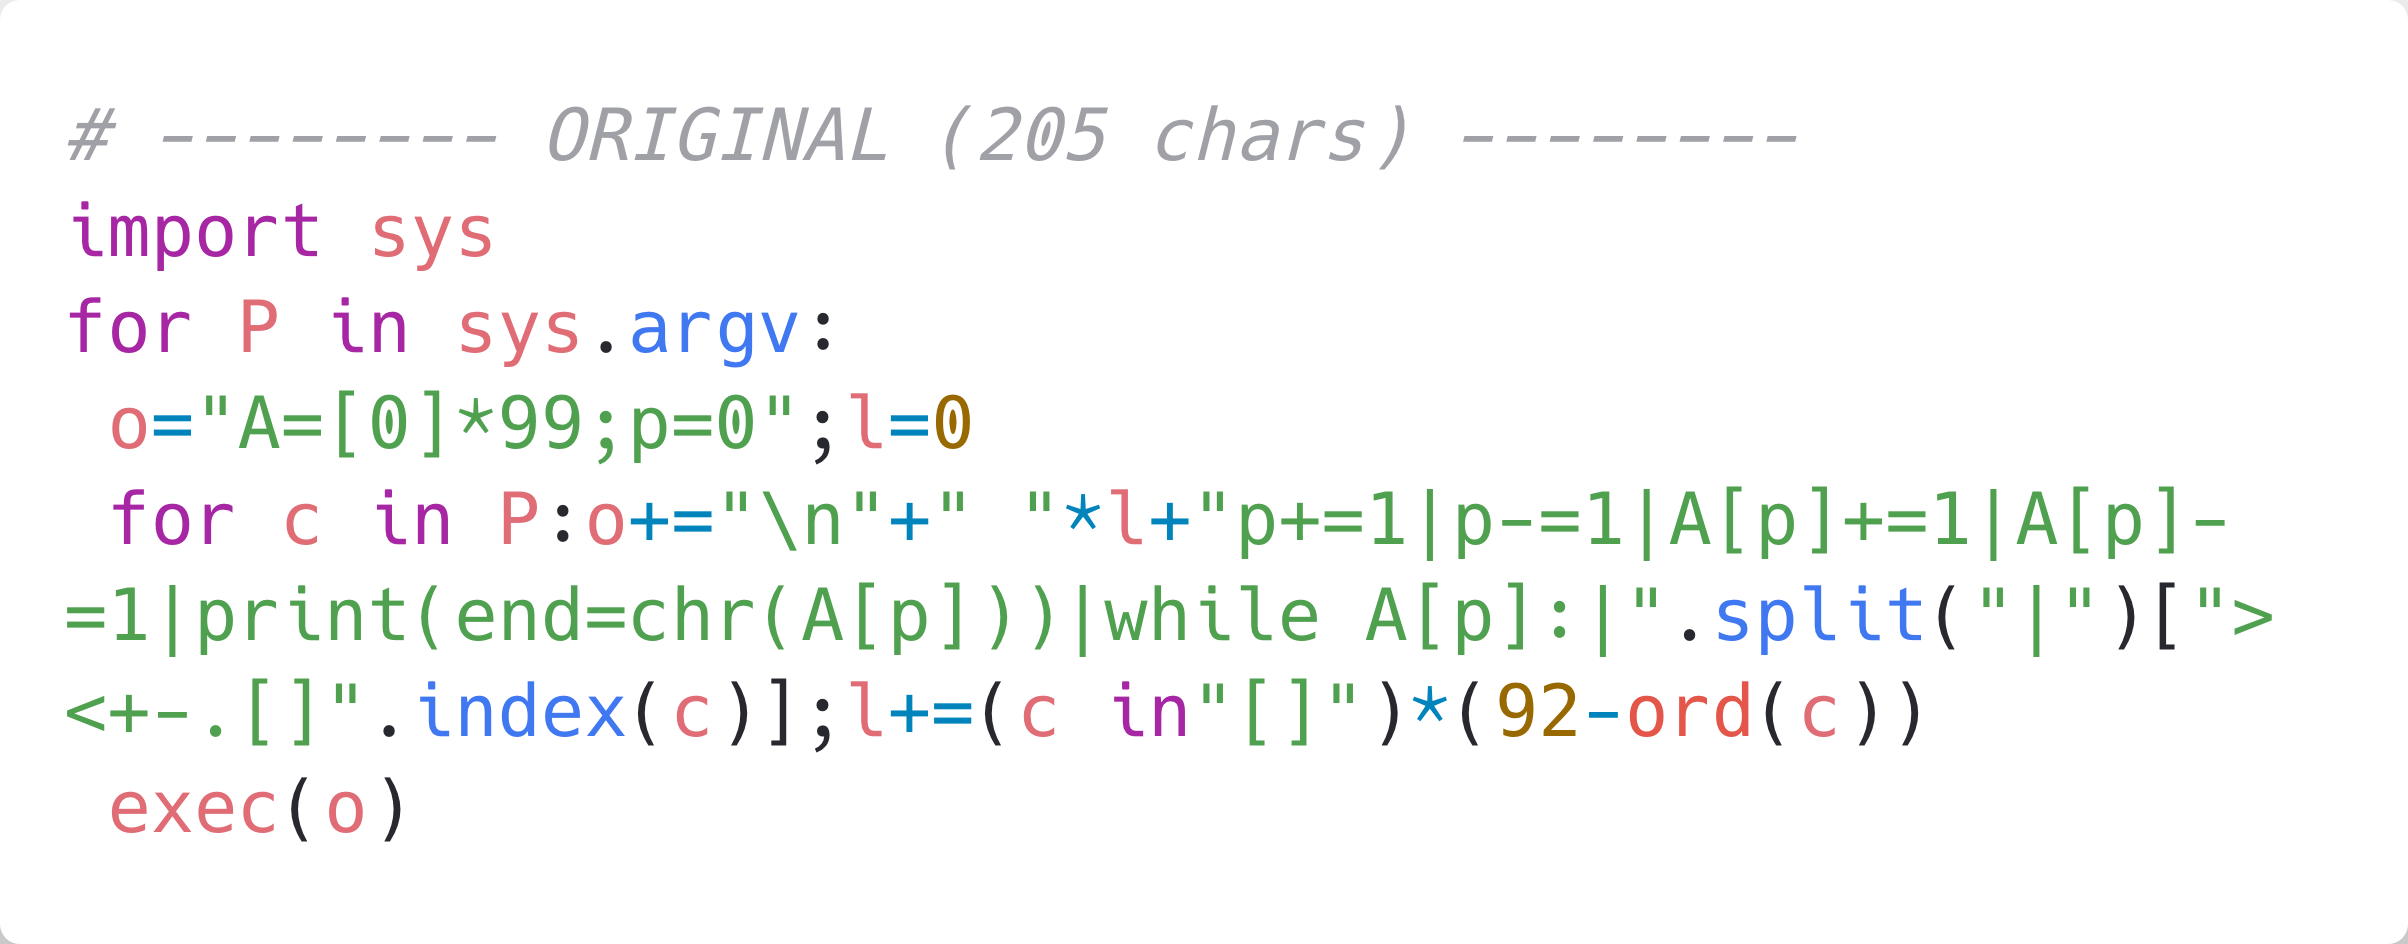 # -------- ORIGINAL (205 chars) --------
import sys
for P in sys.argv:
 o="A=[0]*99;p=0";l=0
 for c in P:o+="\n"+" "*l+"p+=1|p-=1|A[p]+=1|A[p]-
=1|print(end=chr(A[p]))|while A[p]:|".split("|")[">
<+-.[]".index(c)];l+=(c in"[]")*(92-ord(c))
 exec(o)